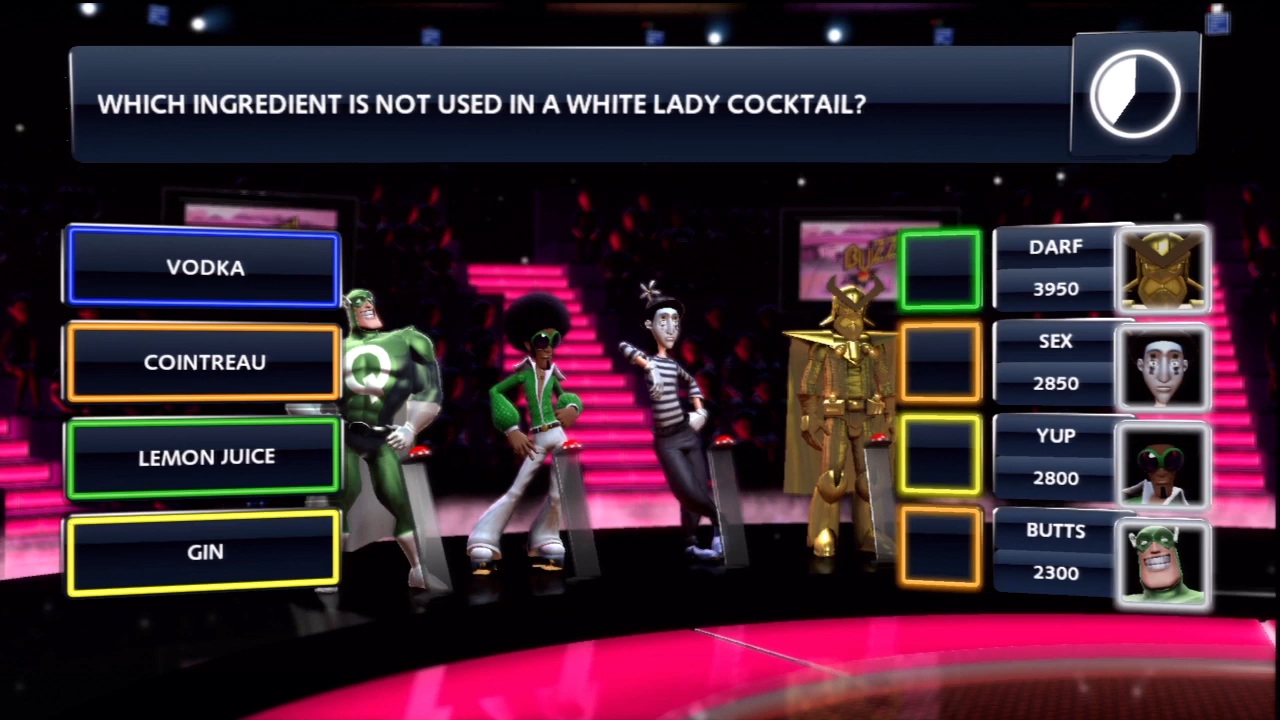 WHICH INGREDIENT IS NOT USED IN A WHITE LADY COCKTAIL?
VODKA
COINTREAU
LEMON JUICE
GIN
DARF
3950
SEX
2850
YUP
2800
BUTTS
2300
BUZZ
Q